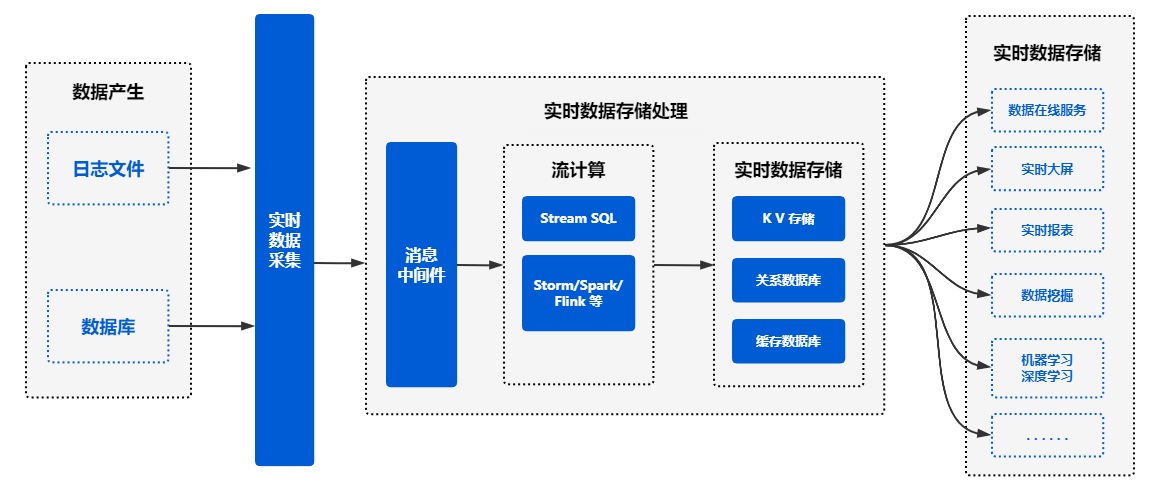 数据产生
日志文件
数据库
实时
数据
采集
实时数据存储处理
消息
中间件
流计算
Stream SQL
Storm/Spark/
Flink 等
实时数据存储
K V 存储
关系数据库
缓存数据库
实时数据存储
数据在线服务
实时大屏
实时报表
数据挖掘
机器学习
深度学习
......